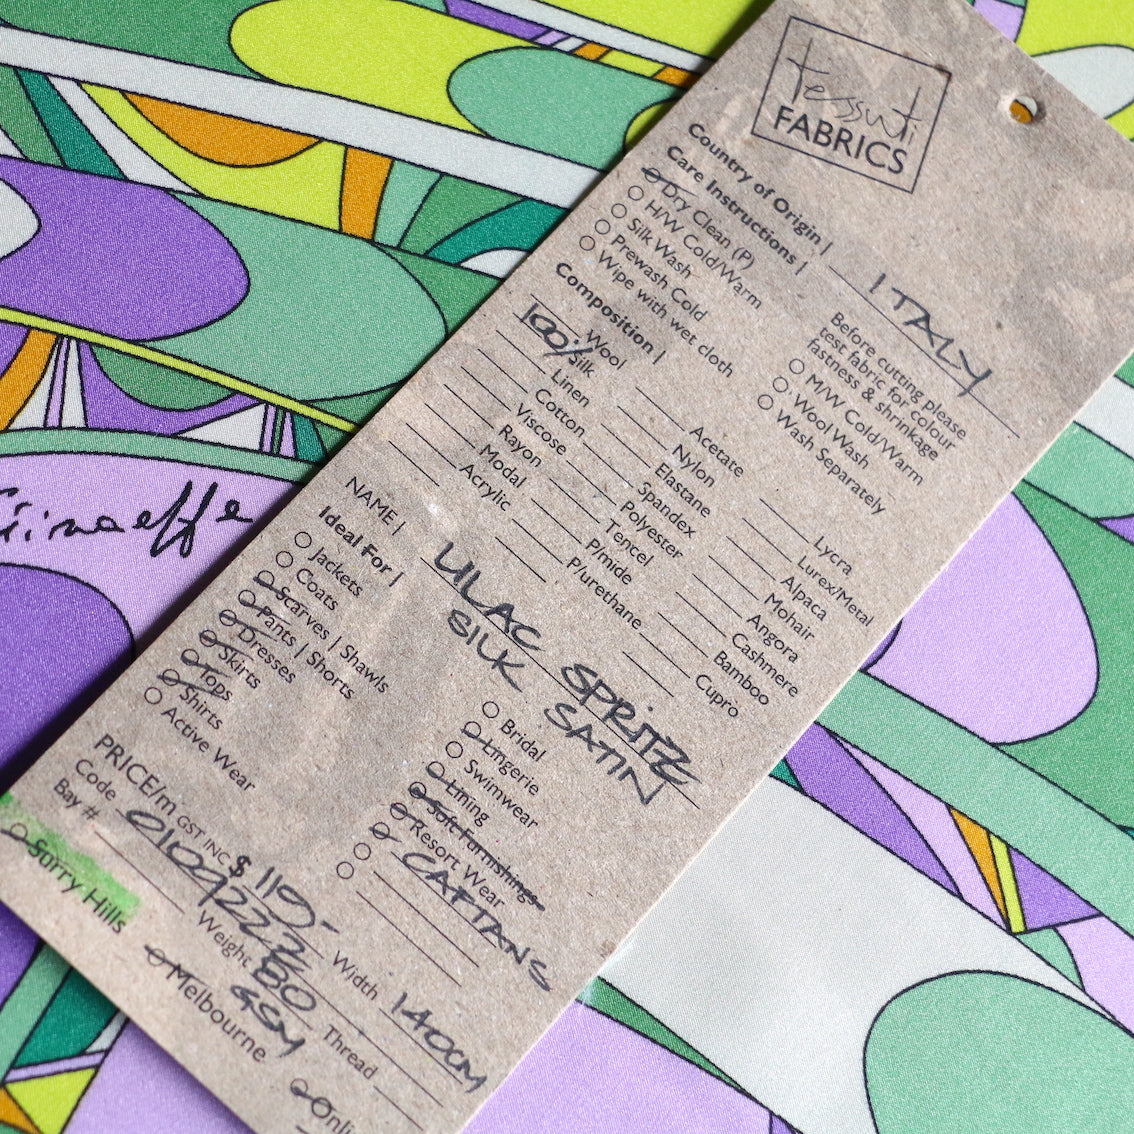 tessuti
FABRICS
Country of Origin | ITALY
Care Instructions |
Dry Clean (P)
H/W Cold/Warm
Silk Wash
Prewash Cold
Wipe with wet cloth
Before cutting please
test fabric for colour
fastness & shrinkage
M/W Cold/Warm
Wool Wash
Wash Separately
Composition |
Wool
100% Silk
Linen
Cotton
Viscose
Rayon
Modal
Acrylic
Acetate
Nylon
Elastane
Spandex
Polyester
Tencel
P/mide
P/urethane
Lycra
Lurex/Metal
Alpaca
Mohair
Angora
Cashmere
Bamboo
Cupro
NAME | LILAC SPRITZ
SILK SATIN
Ideal For |
Jackets
Coats
Scarves | Shawls
Pants | Shorts
Dresses
Skirts
Tops
Shirts
Active Wear
Bridal
Lingerie
Swimwear
Lining
Soft Furnishings
Resort Wear
CAFTANS
PRICE/m GST INC $ 119- Width 140CM
Code
Weight 80 GSM Thread
Bay #
Surry Hills
Melbourne